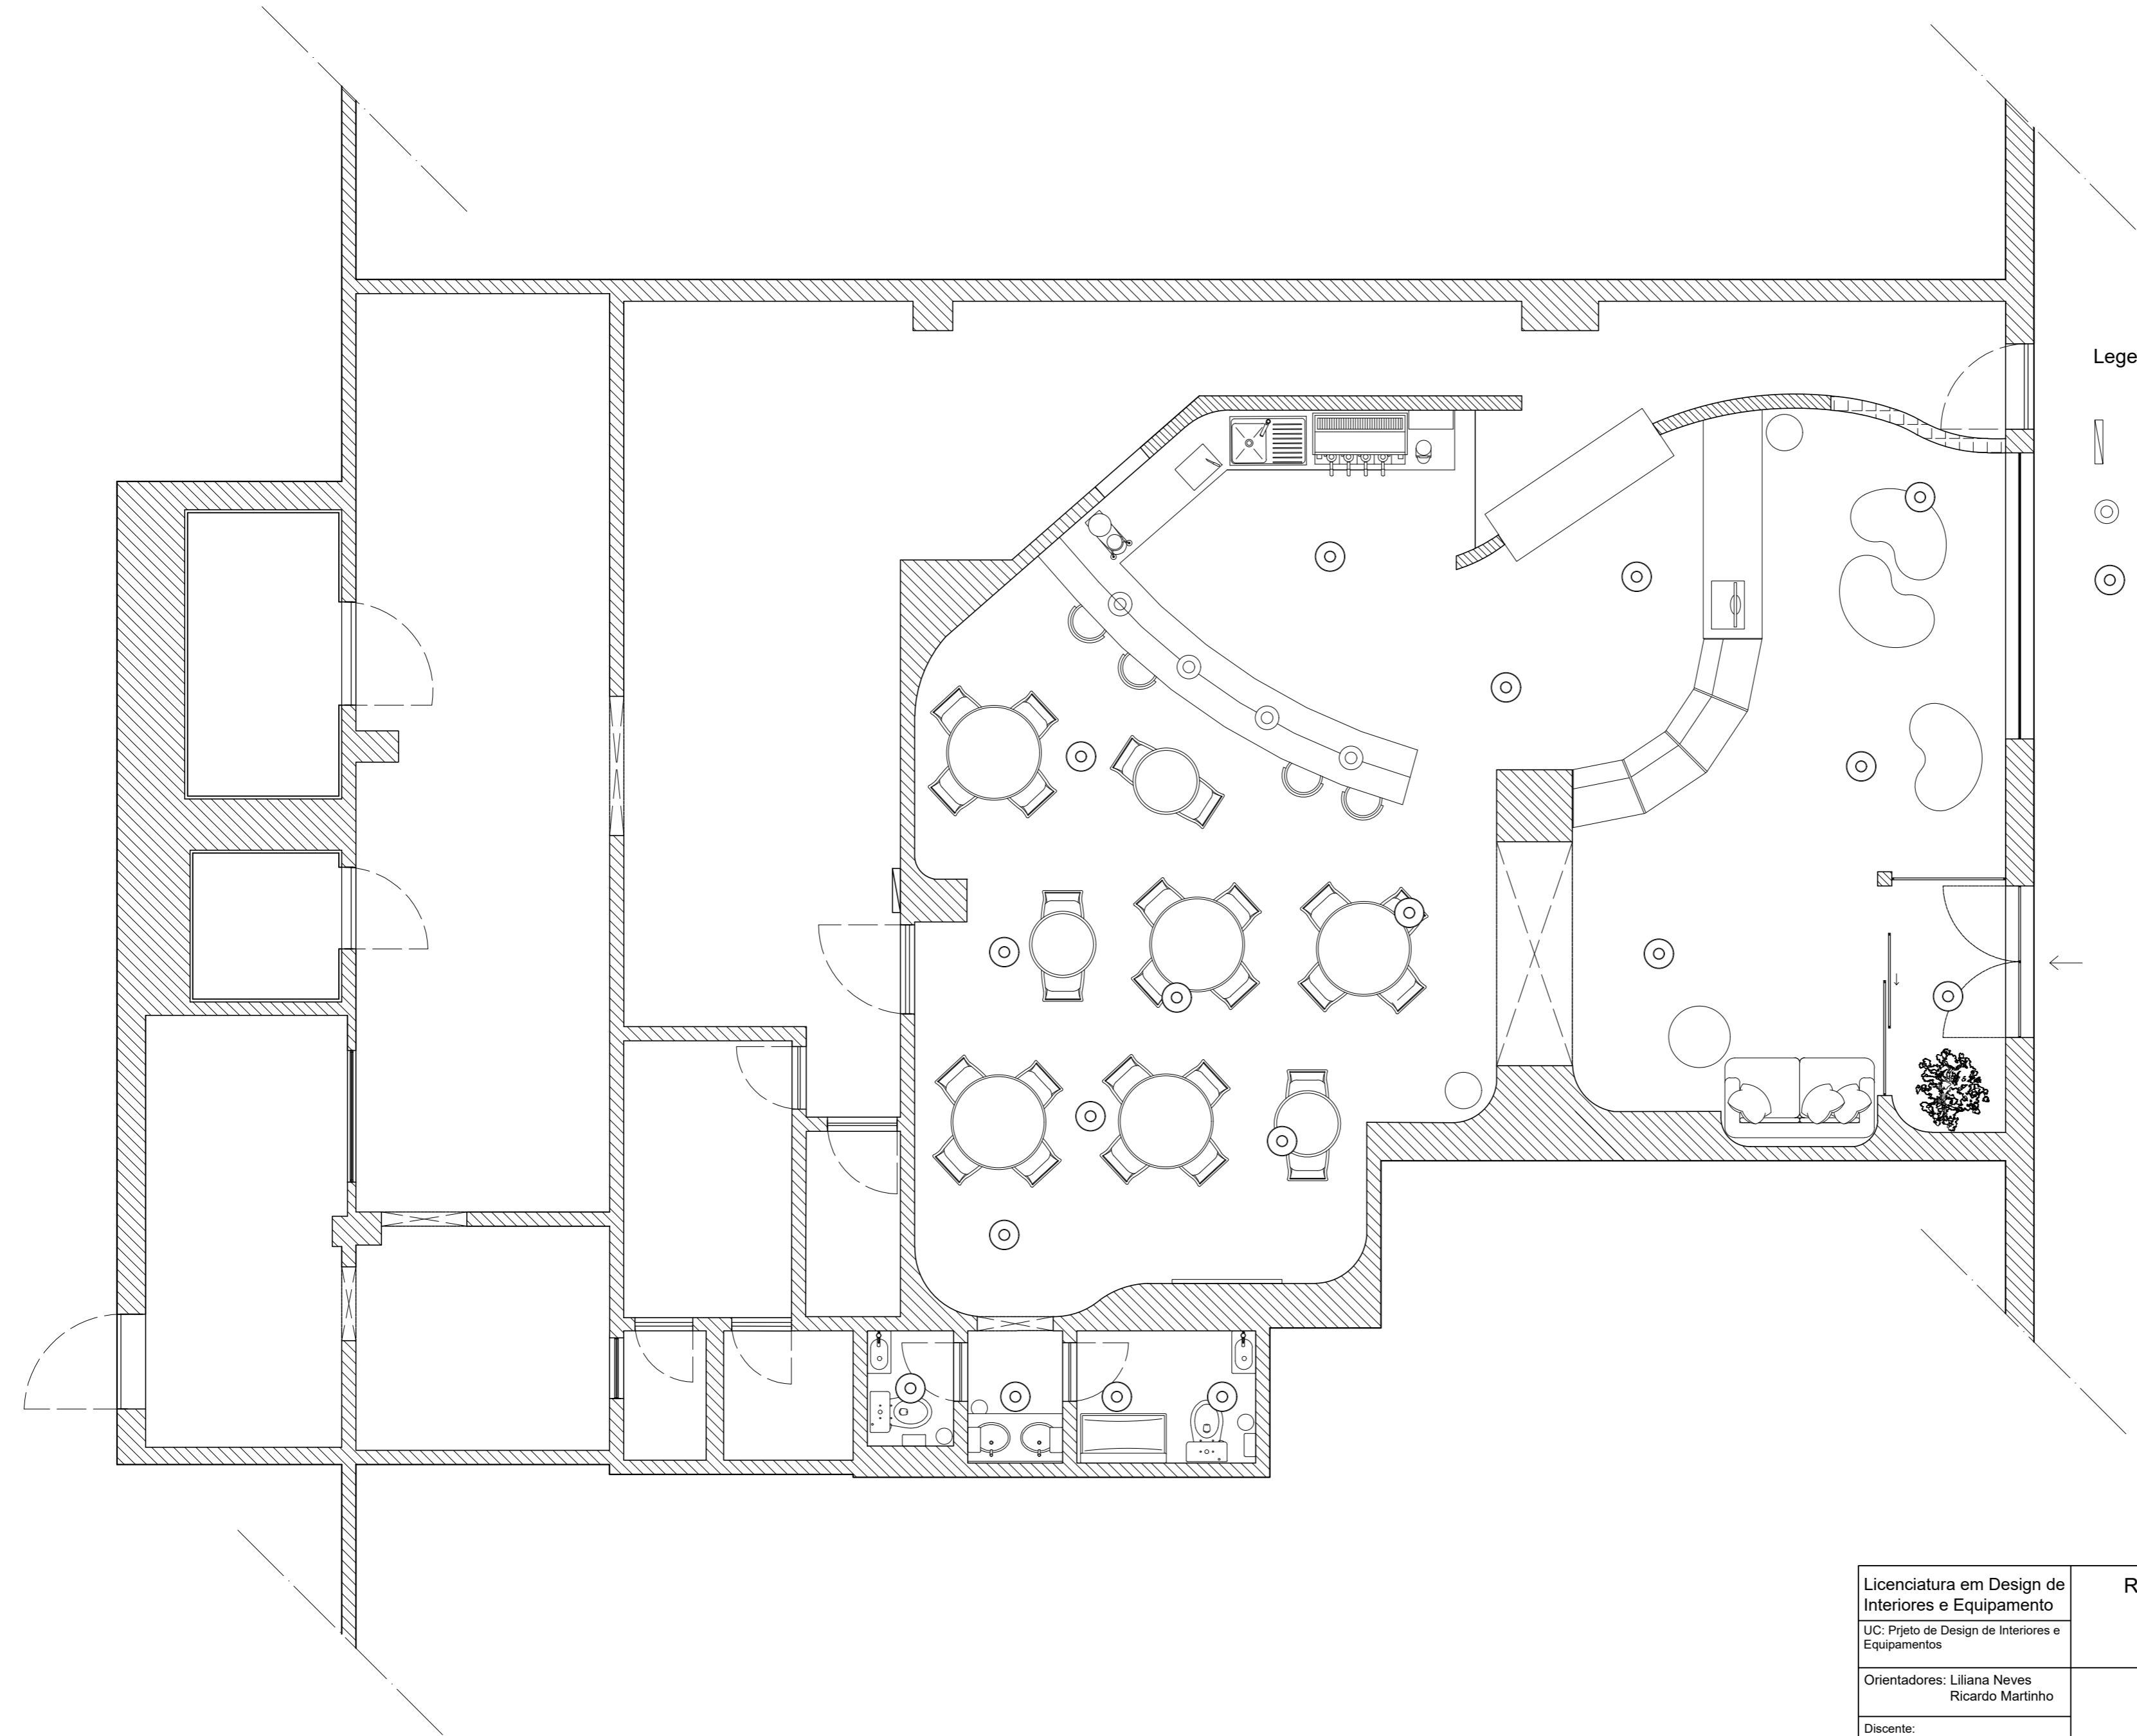 Lege
Licenciatura em Design de
Interiores e Equipamento
R
UC: Prjeto de Design de Interiores e
Equipamentos
Orientadores: Liliana Neves
Ricardo Martinho
Discente: